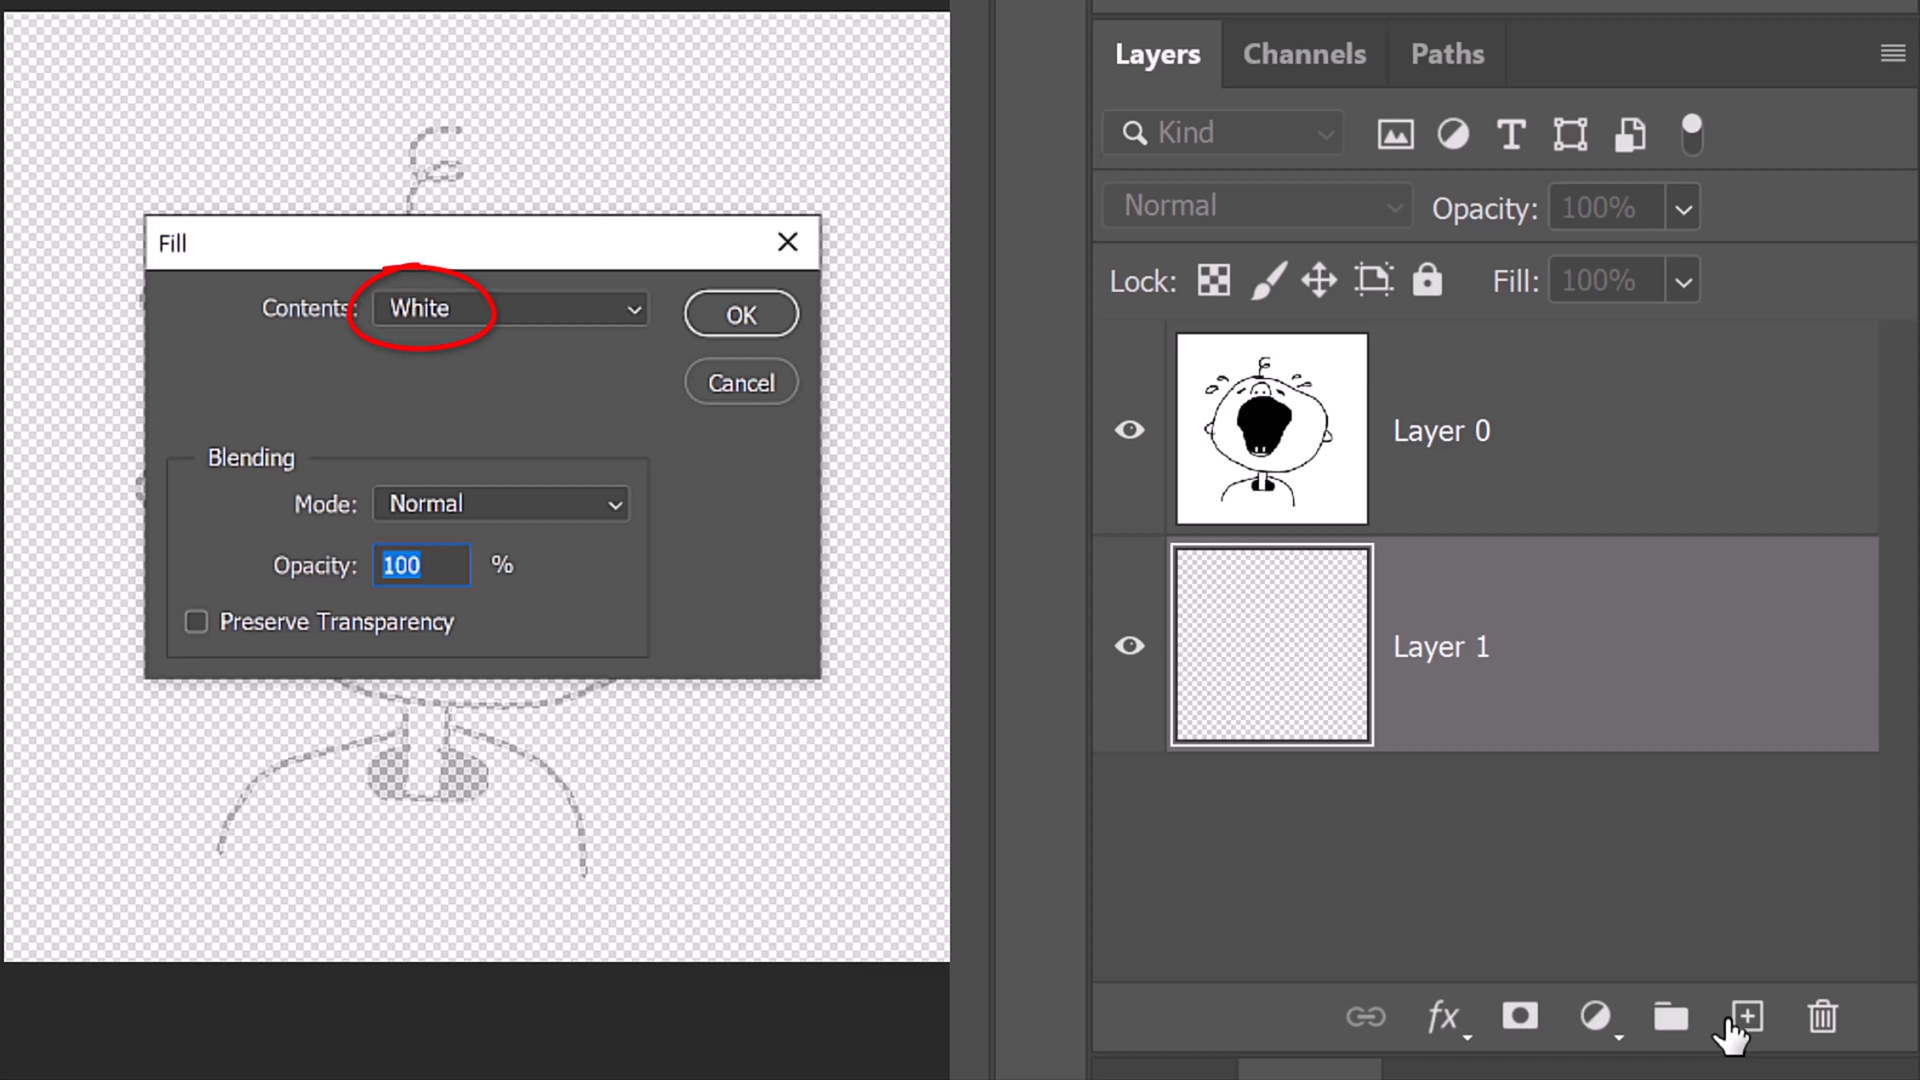 Layers Channels Paths
Kind
Normal Opacity: 100%
Lock: Fill: 100%
Layer 0
Layer 1
fx
Fill
Contents: White OK
Cancel
Blending
Mode: Normal
Opacity: 100 %
Preserve Transparency